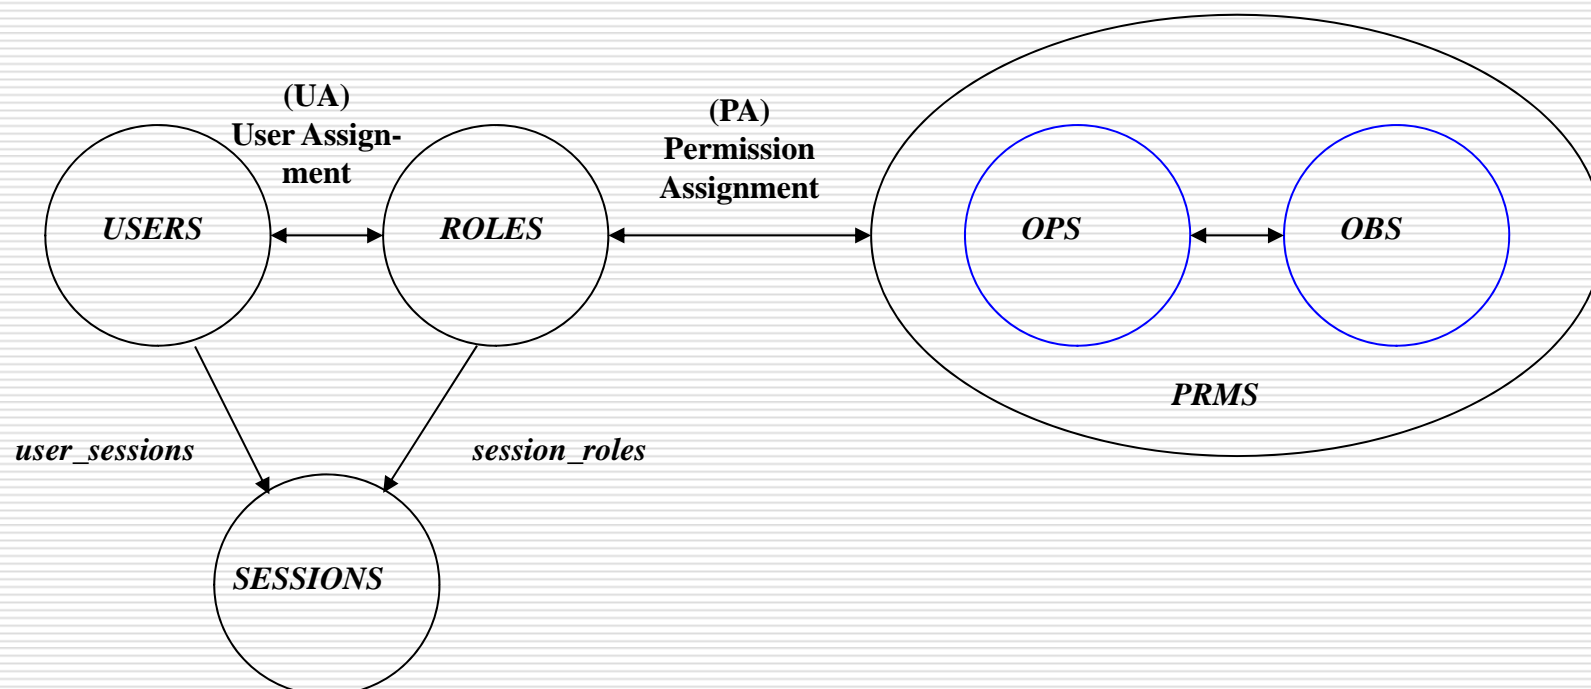 (UA)
User Assign-
ment
(PA)
Permission
Assignment
USERS
ROLES
OPS
OBS
PRMS
user_sessions
session_roles
SESSIONS